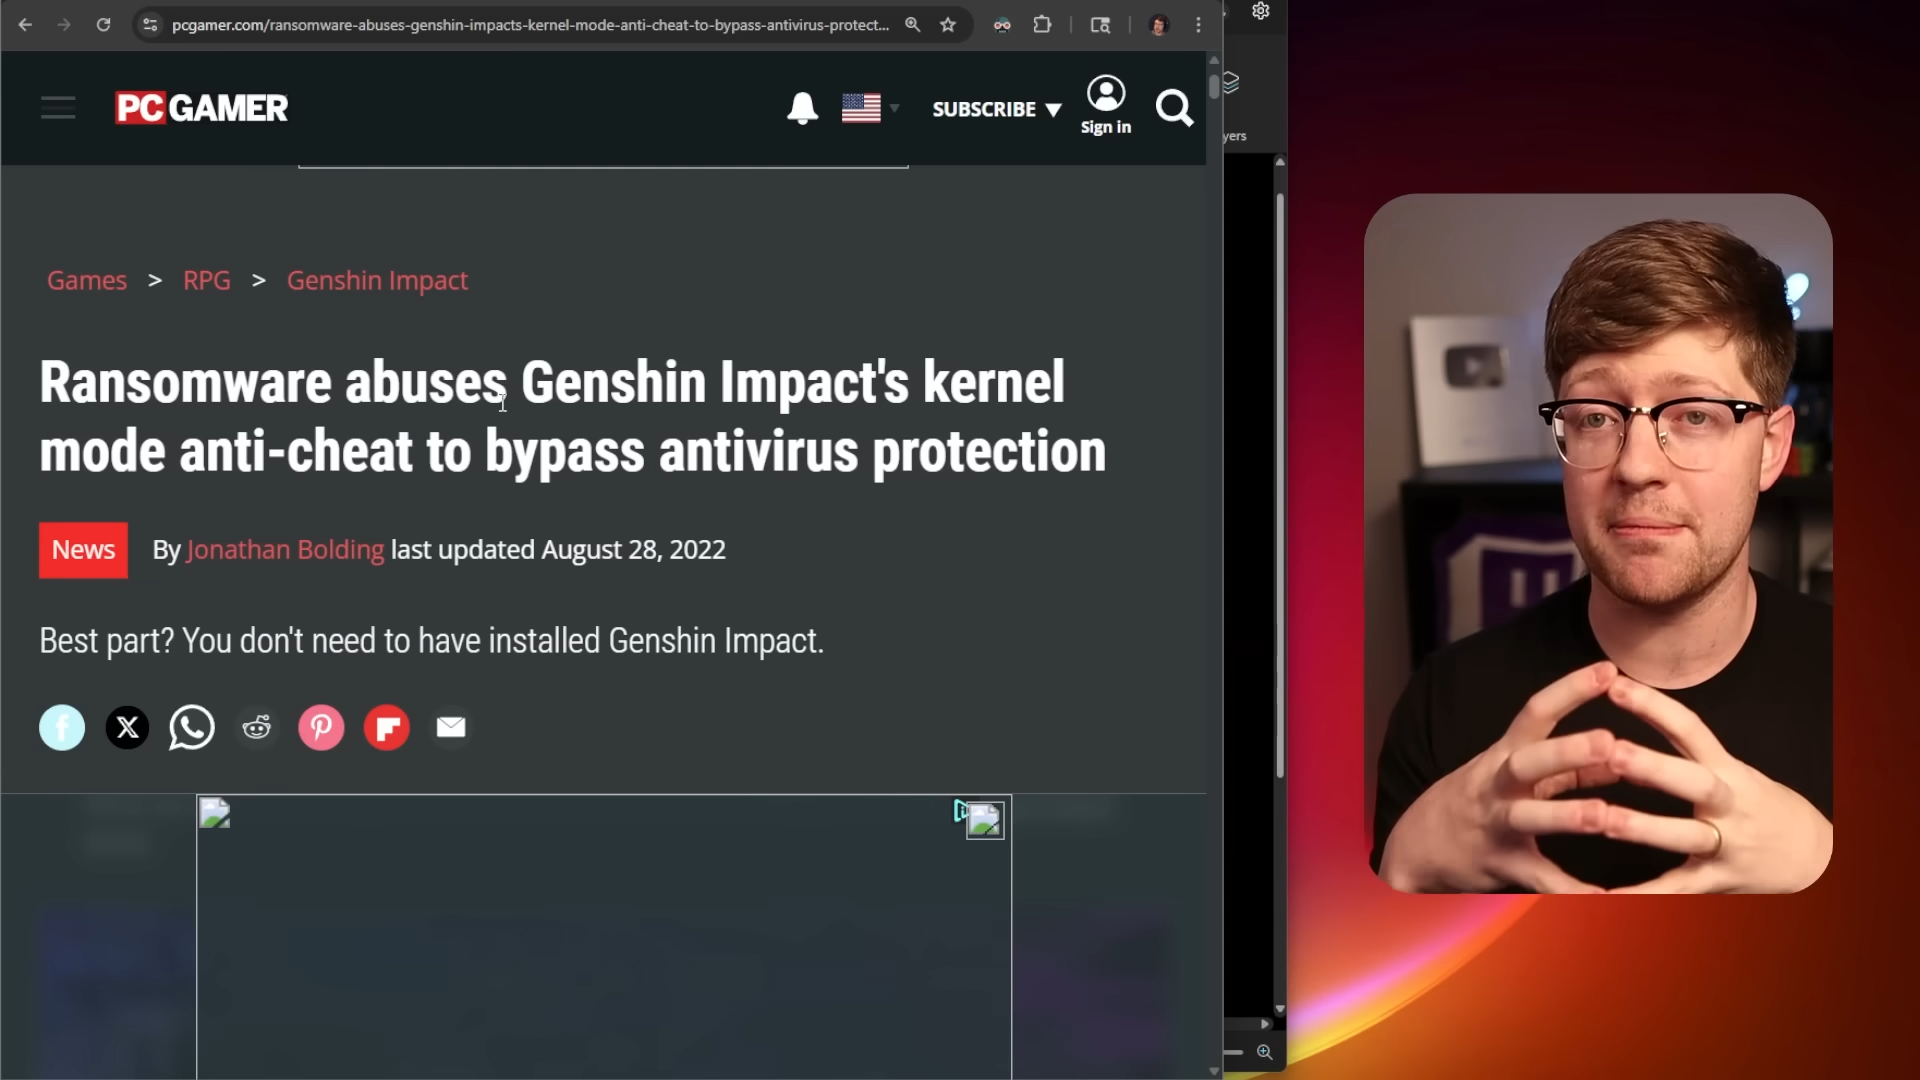 pcgamer.com/ransomware-abuses-genshin-impacts-kernel-mode-anti-cheat-to-bypass-antivirus-protect...
PC GAMER
SUBSCRIBE
Sign in
yers
Games > RPG > Genshin Impact
Ransomware abuses Genshin Impact's kernel
mode anti-cheat to bypass antivirus protection
News
By Jonathan Bolding last updated August 28, 2022
Best part? You don't need to have installed Genshin Impact.